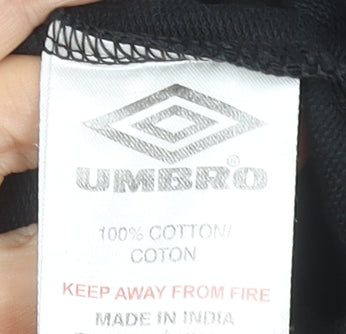 UMBRO®
100% COTTON/
COTON
KEEP AWAY FROM FIRE
MADE IN INDIA